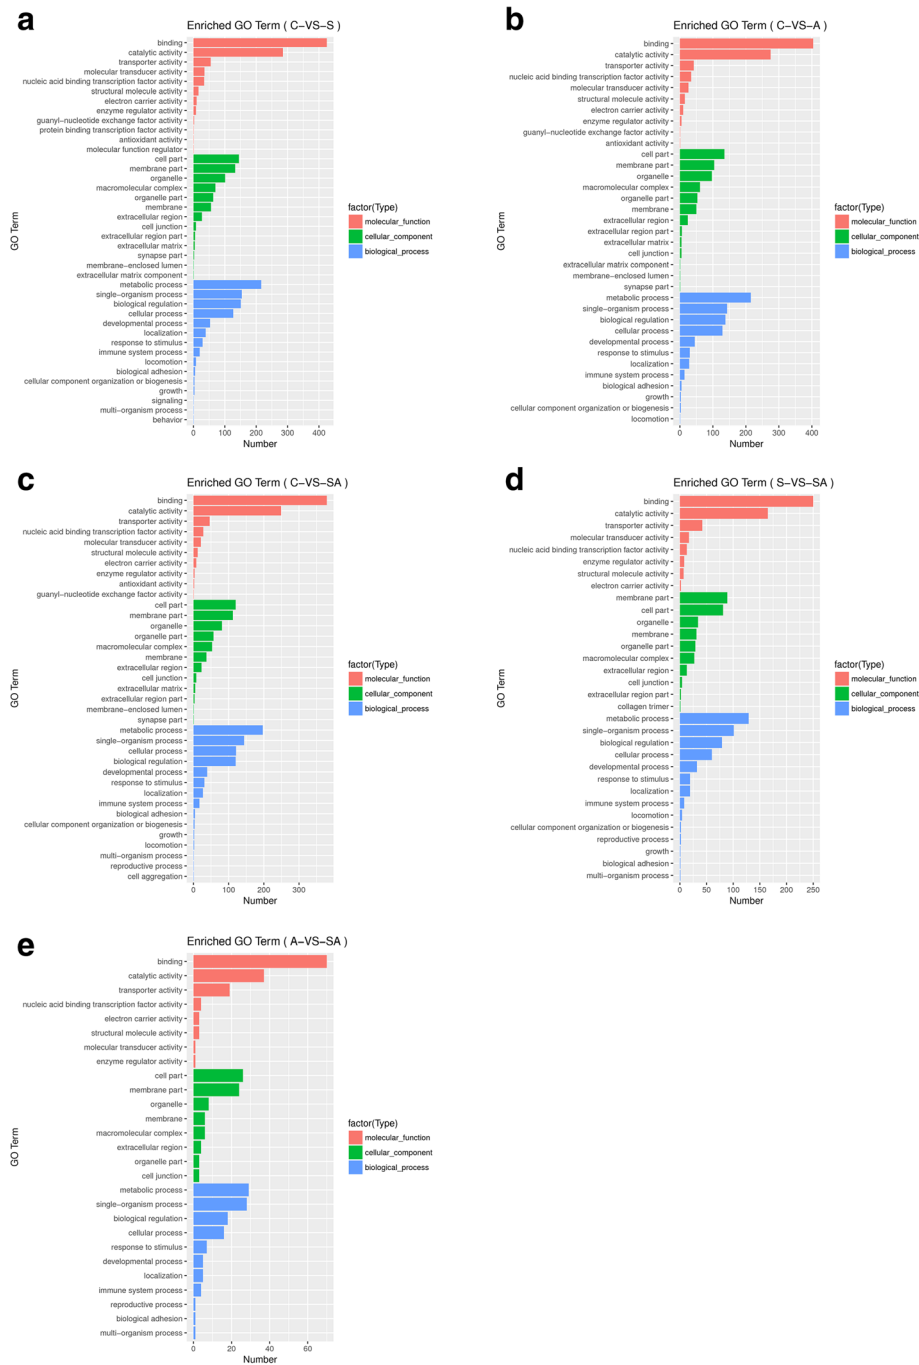 a
Enriched GO Term ( C−VS−S )
binding
catalytic activity
transporter activity
molecular transducer activity
nucleic acid binding transcription factor activity
structural molecule activity
electron carrier activity
enzyme regulator activity
guanyl−nucleotide exchange factor activity
protein binding transcription factor activity
antioxidant activity
molecular function regulator
cell part
membrane part
organelle
macromolecular complex
organelle part
membrane
extracellular region
cell junction
extracellular region part
extracellular matrix
synapse part
membrane−enclosed lumen
extracellular matrix component
metabolic process
single−organism process
biological regulation
cellular process
developmental process
localization
response to stimulus
immune system process
locomotion
biological adhesion
cellular component organization or biogenesis
growth
signaling
multi−organism process
behavior
GO Term
0 100 200 300 400
Number
factor(Type)
molecular_function
cellular_component
biological_process
b
Enriched GO Term ( C−VS−A )
binding
catalytic activity
transporter activity
nucleic acid binding transcription factor activity
molecular transducer activity
structural molecule activity
electron carrier activity
enzyme regulator activity
guanyl−nucleotide exchange factor activity
antioxidant activity
cell part
membrane part
organelle
macromolecular complex
organelle part
membrane
extracellular region
extracellular region part
extracellular matrix
cell junction
extracellular matrix component
membrane−enclosed lumen
synapse part
metabolic process
single−organism process
biological regulation
cellular process
developmental process
response to stimulus
localization
immune system process
biological adhesion
growth
cellular component organization or biogenesis
locomotion
GO Term
0 100 200 300 400
Number
factor(Type)
molecular_function
cellular_component
biological_process
c
Enriched GO Term ( C−VS−SA )
binding
catalytic activity
transporter activity
nucleic acid binding transcription factor activity
molecular transducer activity
structural molecule activity
electron carrier activity
enzyme regulator activity
antioxidant activity
guanyl−nucleotide exchange factor activity
cell part
membrane part
organelle
organelle part
macromolecular complex
membrane
extracellular region
cell junction
extracellular matrix
extracellular region part
membrane−enclosed lumen
synapse part
metabolic process
single−organism process
cellular process
biological regulation
developmental process
response to stimulus
localization
immune system process
biological adhesion
cellular component organization or biogenesis
growth
locomotion
multi−organism process
reproductive process
cell aggregation
GO Term
0 100 200 300
Number
factor(Type)
molecular_function
cellular_component
biological_process
d
Enriched GO Term ( S−VS−SA )
binding
catalytic activity
transporter activity
molecular transducer activity
nucleic acid binding transcription factor activity
enzyme regulator activity
structural molecule activity
electron carrier activity
membrane part
cell part
organelle
membrane
organelle part
macromolecular complex
extracellular region
cell junction
extracellular region part
collagen trimer
metabolic process
single−organism process
biological regulation
cellular process
developmental process
response to stimulus
localization
immune system process
locomotion
cellular component organization or biogenesis
reproductive process
growth
biological adhesion
multi−organism process
GO Term
0 50 100 150 200 250
Number
factor(Type)
molecular_function
cellular_component
biological_process
e
Enriched GO Term ( A−VS−SA )
binding
catalytic activity
transporter activity
nucleic acid binding transcription factor activity
electron carrier activity
structural molecule activity
molecular transducer activity
enzyme regulator activity
cell part
membrane part
organelle
membrane
macromolecular complex
extracellular region
organelle part
cell junction
metabolic process
single−organism process
biological regulation
cellular process
response to stimulus
developmental process
localization
immune system process
reproductive process
biological adhesion
multi−organism process
GO Term
0 20 40 60
Number
factor(Type)
molecular_function
cellular_component
biological_process